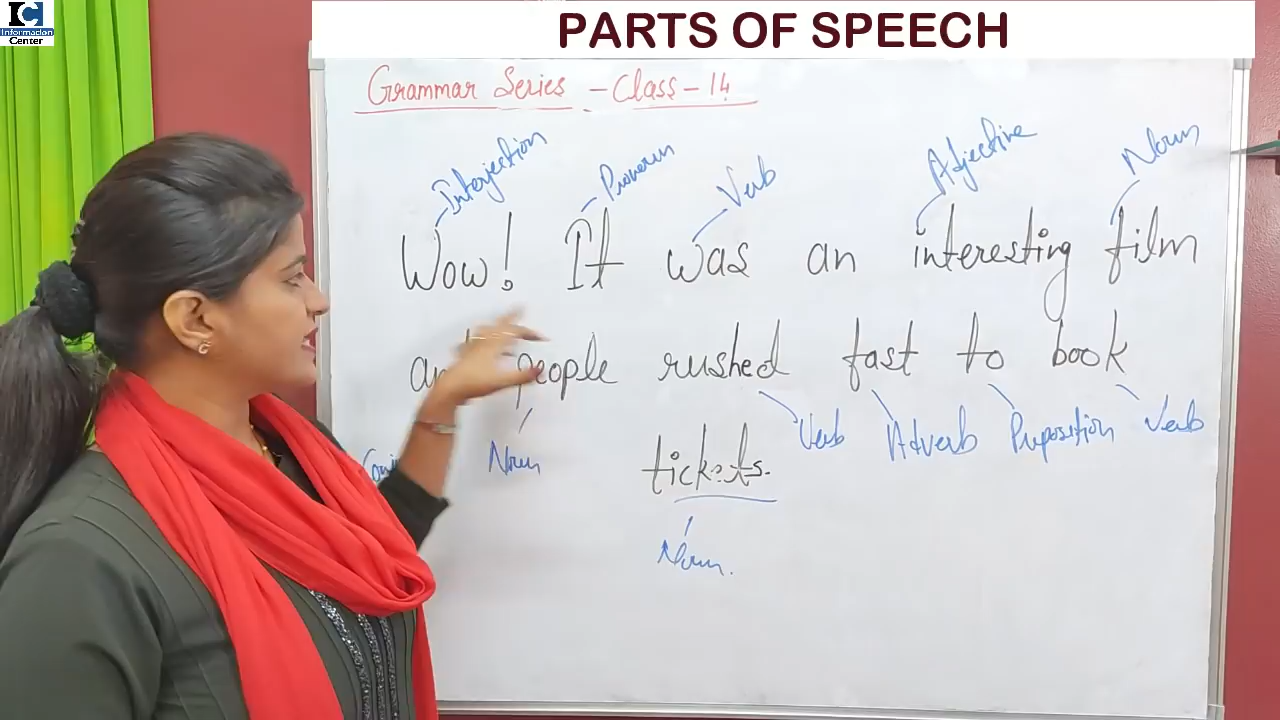 IC
Information
Center
PARTS OF SPEECH
Grammar Series - Class - 14
Interjection Pronoun Verb Adjective Noun
Wow! It was an interesting film
people rushed fast to book
Noun Verb Adverb Preposition Verb
tickets.
Noun.